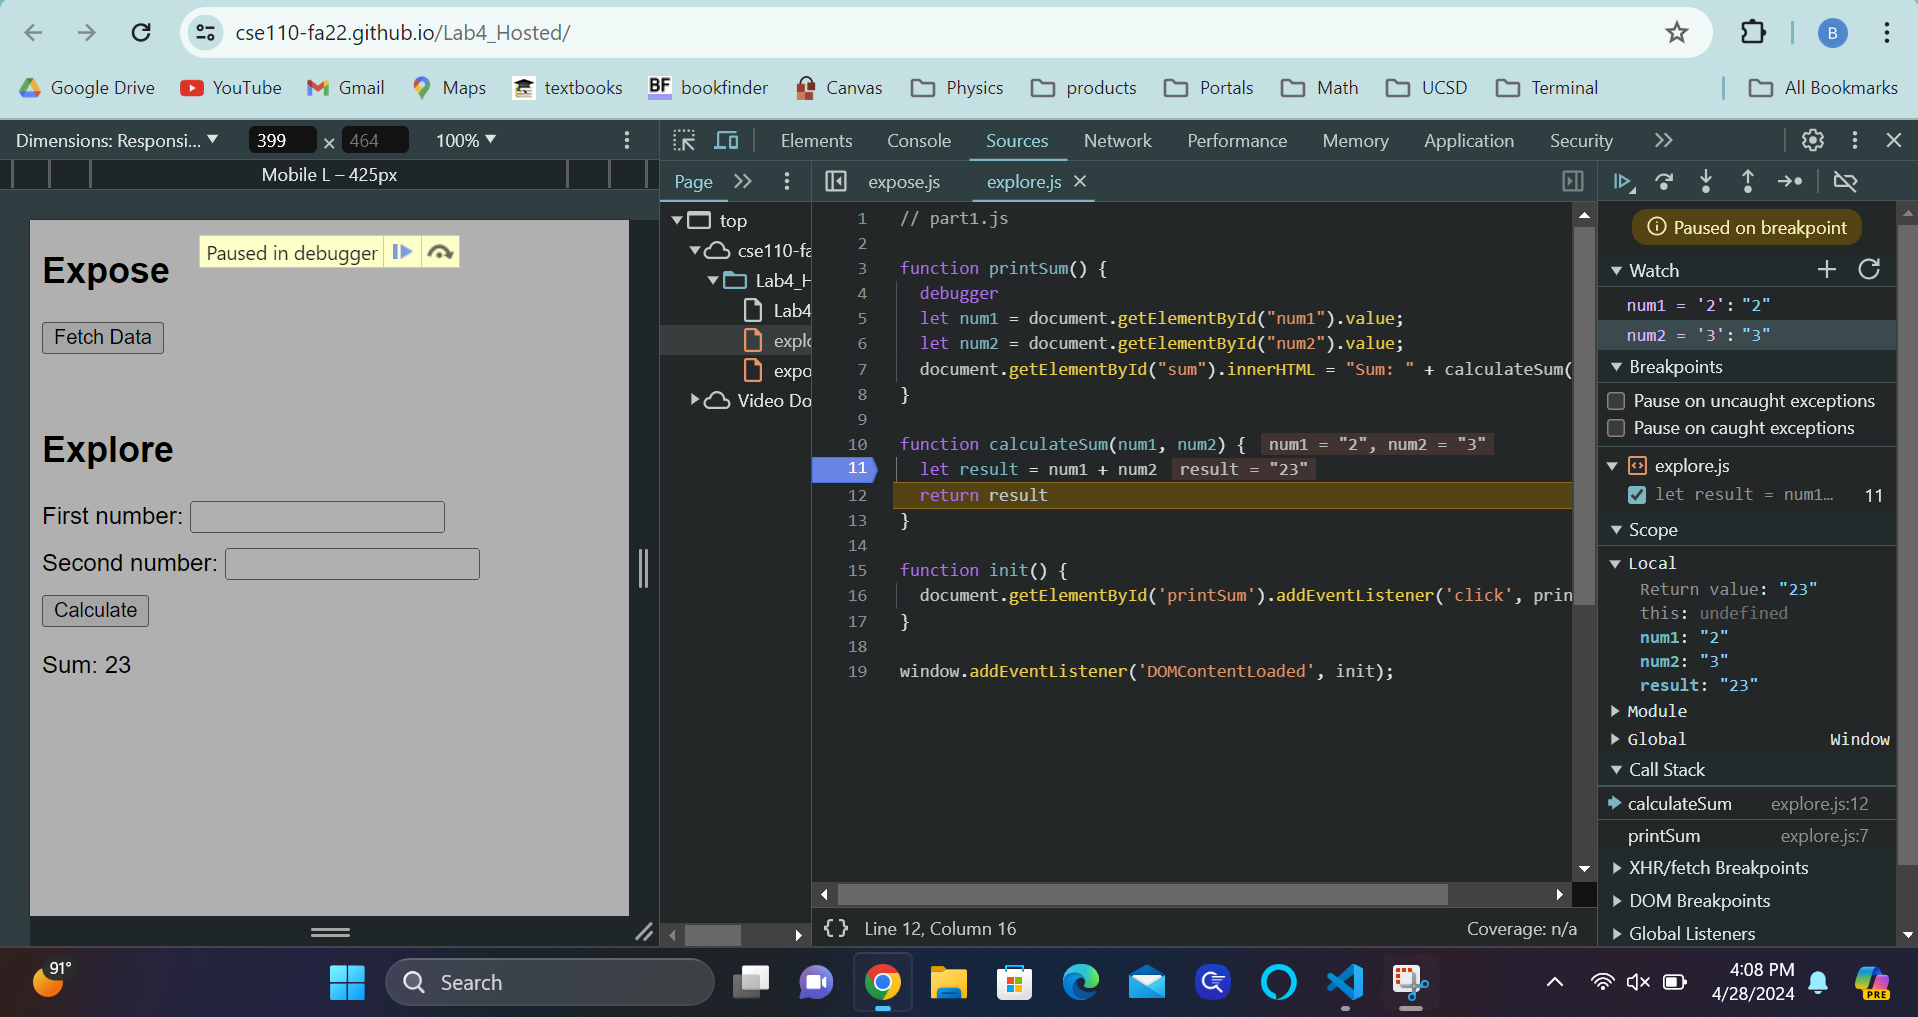 cse110-fa22.github.io/Lab4_Hosted/
B
Google Drive YouTube Gmail Maps textbooks BF bookfinder Canvas Physics products Portals Math UCSD Terminal All Bookmarks
Dimensions: Responsi... ▼ 399 × 464 100% ▼
Elements Console Sources Network Performance Memory Application Security
Mobile L – 425px
Page
expose.js explore.js
Expose
Paused in debugger
Fetch Data
Explore
First number:
Second number:
Calculate
Sum: 23
top
cse110-fa
Lab4_H
Lab4
explo
expo
Video Do
1 // part1.js
2
3 function printSum() {
4 debugger
5 let num1 = document.getElementById("num1").value;
6 let num2 = document.getElementById("num2").value;
7 document.getElementById("sum").innerHTML = "Sum: " + calculateSum(
8 }
9
10 function calculateSum(num1, num2) { num1 = "2", num2 = "3"
11 let result = num1 + num2 result = "23"
12 return result
13 }
14
15 function init() {
16 document.getElementById('printSum').addEventListener('click', prin
17 }
18
19 window.addEventListener('DOMContentLoaded', init);
{} Line 12, Column 16 Coverage: n/a
Paused on breakpoint
Watch
num1 = '2': "2"
num2 = '3': "3"
Breakpoints
Pause on uncaught exceptions
Pause on caught exceptions
explore.js
let result = num1… 11
Scope
Local
Return value: "23"
this: undefined
num1: "2"
num2: "3"
result: "23"
Module
Global Window
Call Stack
calculateSum explore.js:12
printSum explore.js:7
XHR/fetch Breakpoints
DOM Breakpoints
Global Listeners
91°
Search
4:08 PM
4/28/2024
PRE